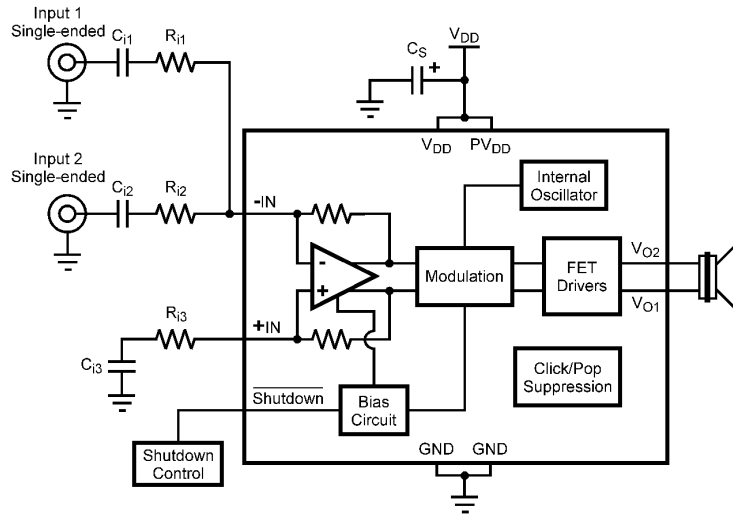 Input 1
Single-ended
Ci1
Ri1
CS
+
VDD
VDD
PVDD
Input 2
Single-ended
Ci2
Ri2
-IN
Internal
Oscillator
-
+
Modulation
FET
Drivers
VO2
VO1
Ri3
+IN
Ci3
Click/Pop
Suppression
Shutdown
Bias
Circuit
Shutdown
Control
GND
GND